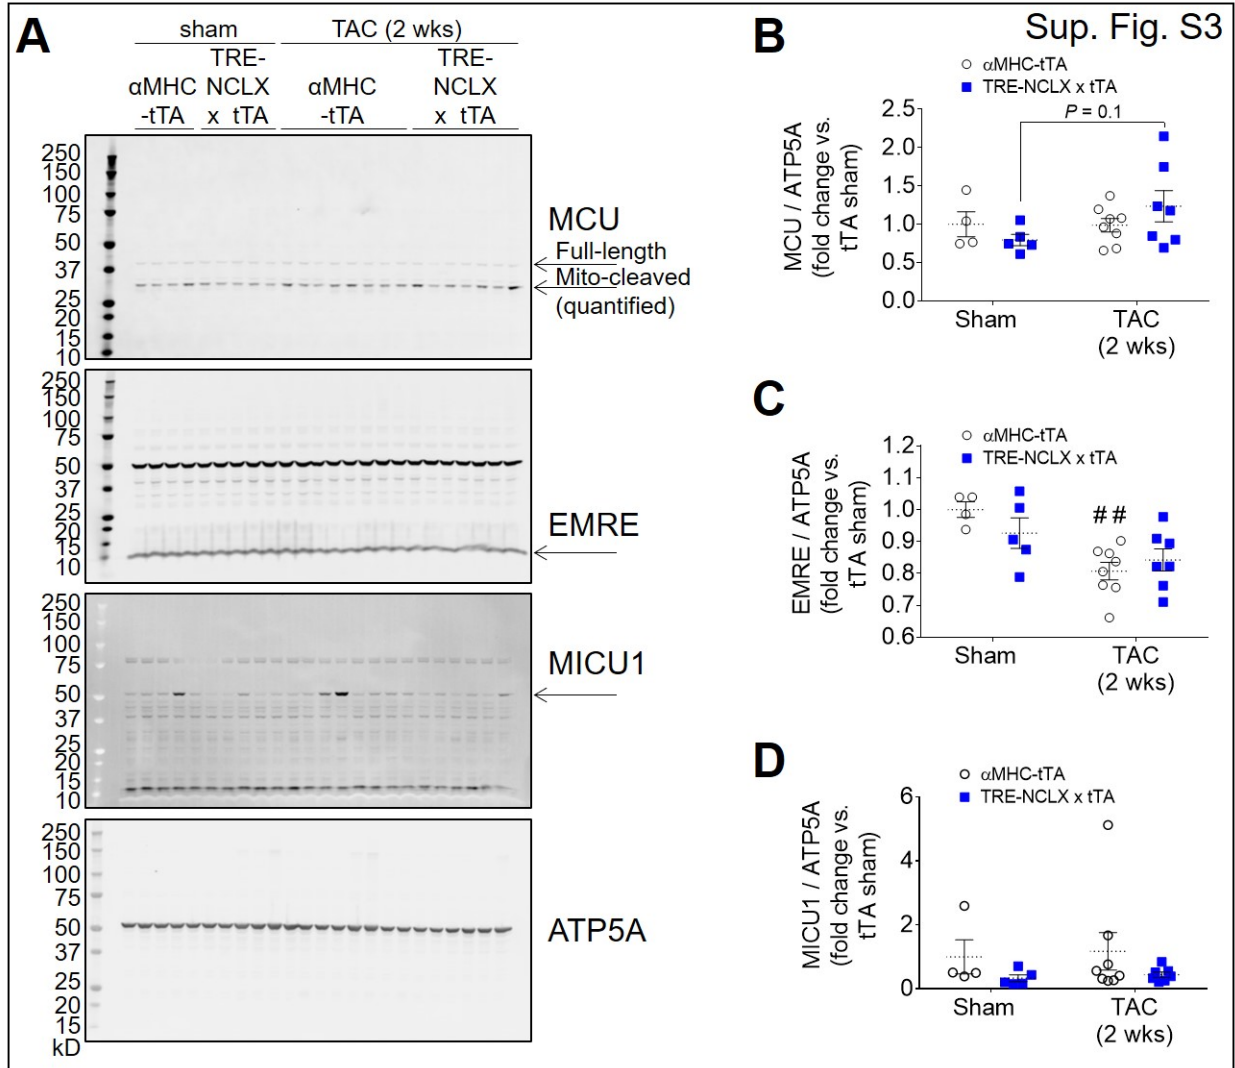 Sup. Fig. S3
A
sham
TAC (2 wks)
αMHC
-tTA
TRE-
NCLX
x tTA
αMHC
-tTA
TRE-
NCLX
x tTA
250
150
100
75
50
37
25
20
15
10
MCU
Full-length
Mito-cleaved
(quantified)
250
150
100
75
50
37
25
20
15
10
EMRE
250
150
100
75
50
37
25
20
15
10
MICU1
250
150
100
75
50
37
25
20
15
kD
ATP5A
B
αMHC-tTA
TRE-NCLX x tTA
MCU / ATP5A
(fold change vs.
tTA sham)
2.5
2.0
1.5
1.0
0.5
0.0
P = 0.1
Sham
TAC
(2 wks)
C
αMHC-tTA
TRE-NCLX x tTA
EMRE / ATP5A
(fold change vs.
tTA sham)
1.2
1.1
1.0
0.9
0.8
0.7
0.6
##
Sham
TAC
(2 wks)
D
αMHC-tTA
TRE-NCLX x tTA
MICU1 / ATP5A
(fold change vs.
tTA sham)
6
4
2
0
Sham
TAC
(2 wks)